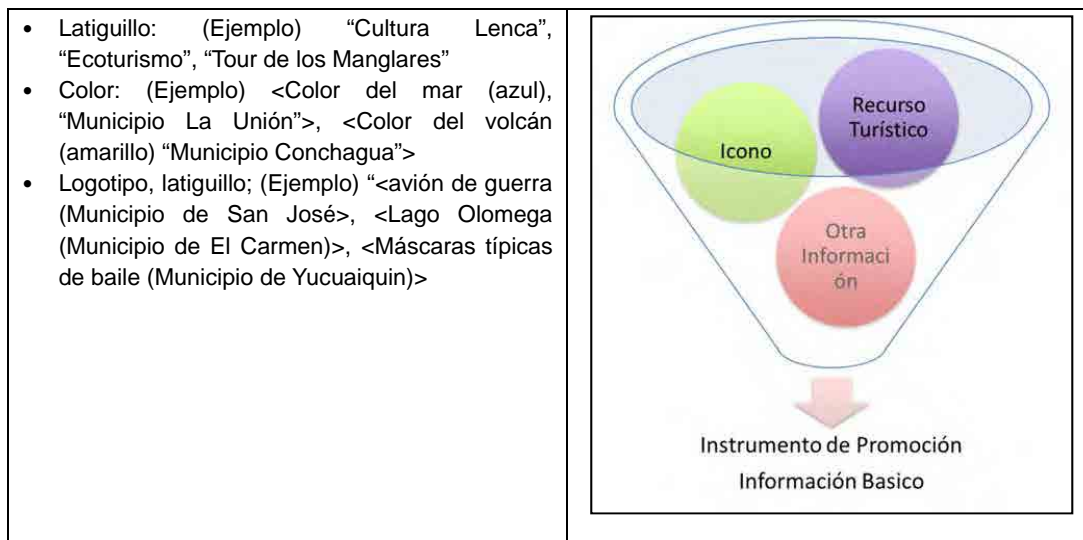 • Latiguillo: (Ejemplo) “Cultura Lenca”,
“Ecoturismo”, “Tour de los Manglares”
• Color: (Ejemplo) <Color del mar (azul),
“Municipio La Unión”>, <Color del volcán
(amarillo) “Municipio Conchagua”>
• Logotipo, latiguillo; (Ejemplo) “<avión de guerra
(Municipio de San José>, <Lago Olomega
(Municipio de El Carmen)>, <Máscaras típicas
de baile (Municipio de Yucuaiquin)>
Recurso
Turístico
Icono
Otra
Informaci
ón
Instrumento de Promoción
Información Basico